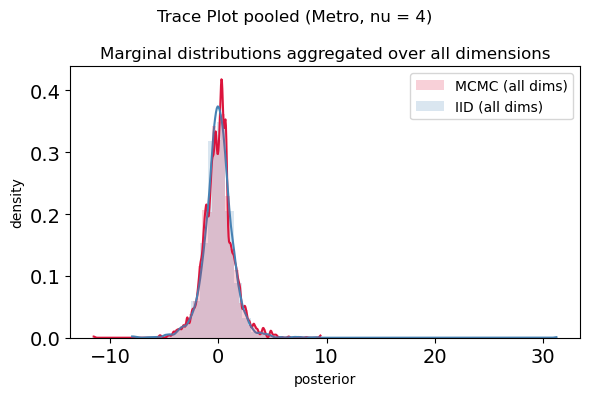 Trace Plot pooled (Metro, nu = 4)
Marginal distributions aggregated over all dimensions
MCMC (all dims)
IID (all dims)
density
0.4
0.3
0.2
0.1
0.0
−10
0
10
20
30
posterior